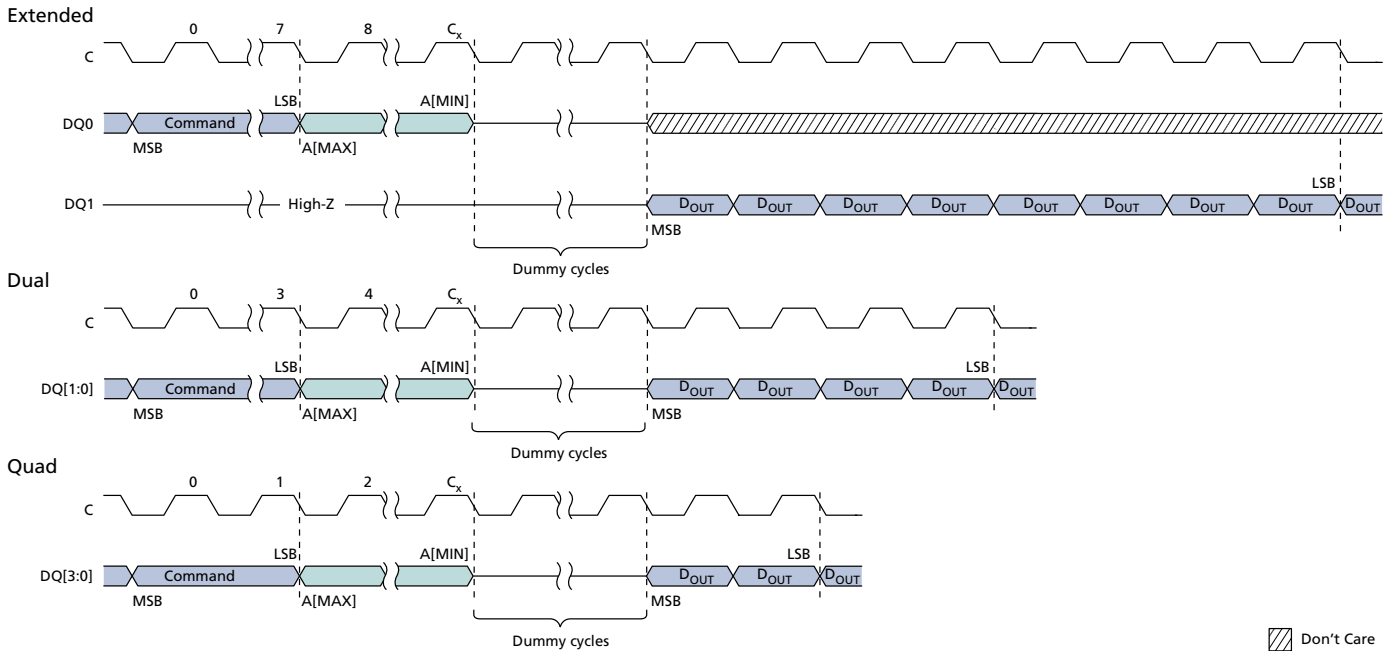 Extended
0 7 8 Cx
C
LSB A[MIN]
DQ0 Command
MSB A[MAX]
LSB
DQ1 High-Z DOUT DOUT DOUT DOUT DOUT DOUT DOUT DOUT DOUT
MSB
Dummy cycles
Dual
0 3 4 Cx
C
LSB A[MIN] LSB
DQ[1:0] Command DOUT DOUT DOUT DOUT DOUT
MSB A[MAX] MSB
Dummy cycles
Quad
0 1 2 Cx
C
LSB A[MIN] LSB
DQ[3:0] Command DOUT DOUT DOUT
MSB A[MAX] MSB
Dummy cycles
Don't Care